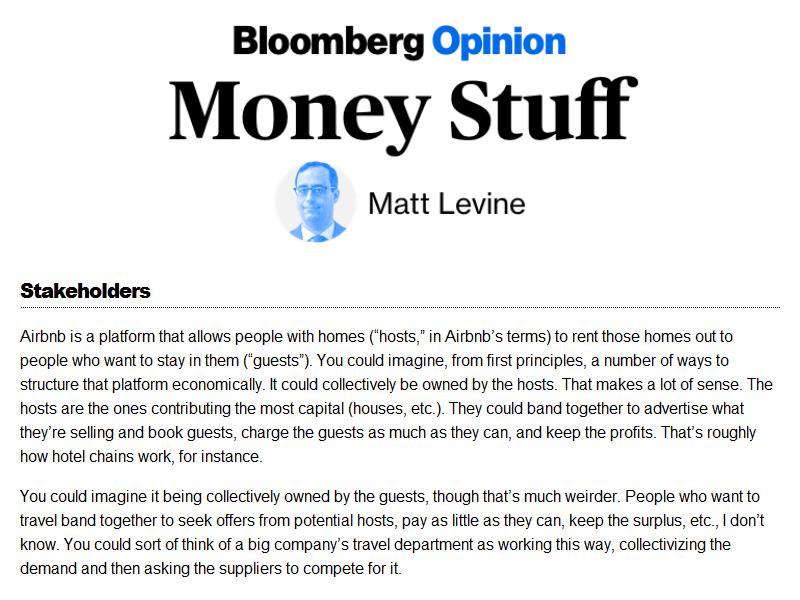 Bloomberg Opinion
Money Stuff
Matt Levine
Stakeholders
Airbnb is a platform that allows people with homes (“hosts,” in Airbnb’s terms) to rent those homes out to
people who want to stay in them (“guests”). You could imagine, from first principles, a number of ways to
structure that platform economically. It could collectively be owned by the hosts. That makes a lot of sense. The
hosts are the ones contributing the most capital (houses, etc.). They could band together to advertise what
they’re selling and book guests, charge the guests as much as they can, and keep the profits. That’s roughly
how hotel chains work, for instance.
You could imagine it being collectively owned by the guests, though that’s much weirder. People who want to
travel band together to seek offers from potential hosts, pay as little as they can, keep the surplus, etc., I don’t
know. You could sort of think of a big company’s travel department as working this way, collectivizing the
demand and then asking the suppliers to compete for it.